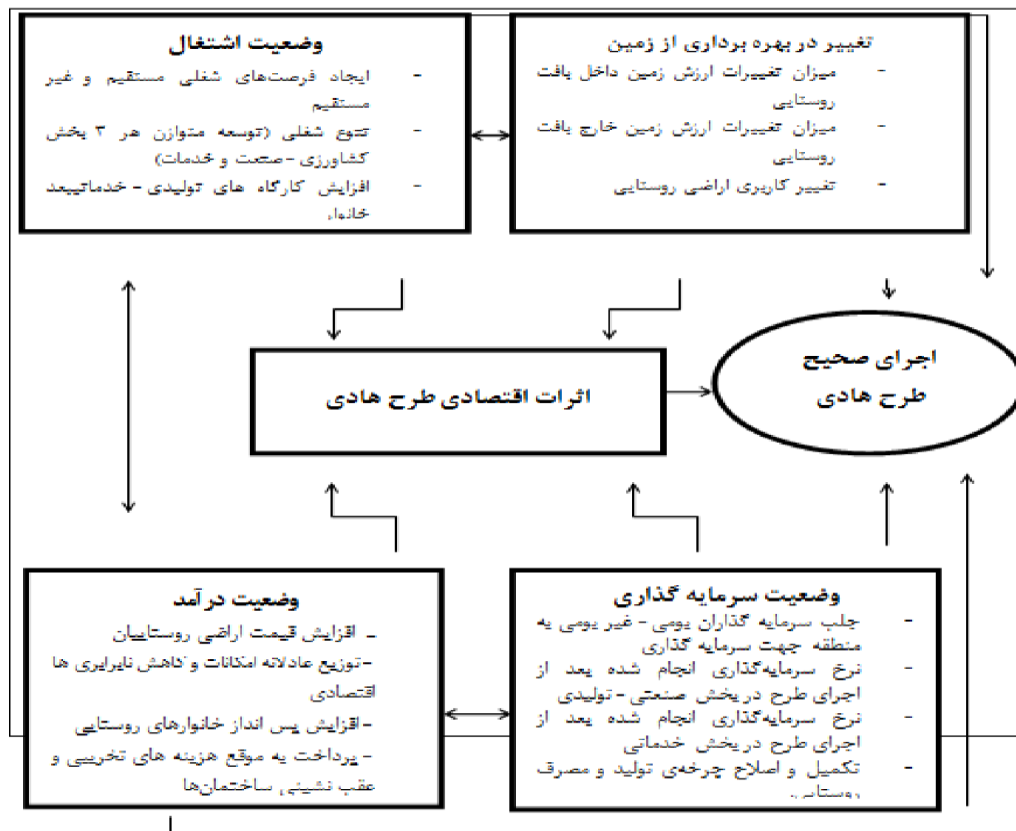 تغییر در بهره برداری از زمین
- میزان تغییرات ارزش زمین داخل بافت
روستایی
- میزان تغییرات ارزش زمین خارج بافت
روستایی
- تغییر کاربری اراضی روستایی
وضعیت اشتغال
- ایجاد فرصت‌های شغلی مستقیم و غیر
مستقیم
- تنوع شغلی (توسعه متوازن هر ۳ بخش
کشاورزی - صنعت و خدمات)
- افزایش کارگاه های تولیدی - خدماتیبعد
خانوار
اجرای صحیح
طرح هادی
اثرات اقتصادی طرح هادی
وضعیت سرمایه گذاری
- جلب سرمایه گذاران بومی - غیر بومی به
منطقه جهت سرمایه گذاری
- نرخ سرمایه‌گذاری انجام شده بعد از
اجرای طرح در بخش صنعتی - تولیدی
- نرخ سرمایه‌گذاری انجام شده بعد از
اجرای طرح در بخش خدماتی
- تکمیل و اصلاح چرخه‌ی تولید و مصرف
روستایی.
وضعیت درآمد
- افزایش قیمت اراضی روستاییان
- توزیع عادلانه امکانات و کاهش نابرابری ها
اقتصادی
- افزایش پس انداز خانوارهای روستایی
- پرداخت به موقع هزینه های تخریبی و
عقب نشینی ساختمان‌ها